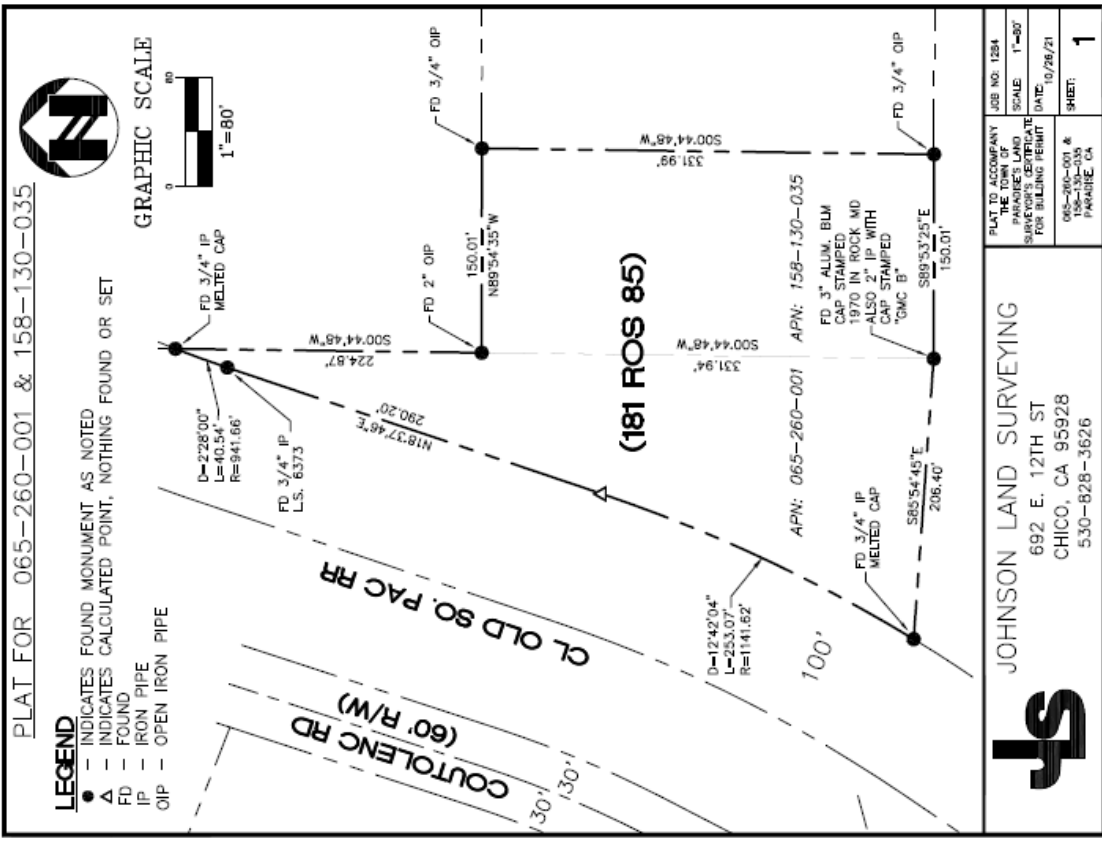 PLAT FOR 065-260-001 & 158-130-035
LEGEND
● - INDICATES FOUND MONUMENT AS NOTED
△ - INDICATES CALCULATED POINT, NOTHING FOUND OR SET
FD - FOUND
IP - IRON PIPE
OIP - OPEN IRON PIPE
N
GRAPHIC SCALE
0
80
1"=80'
FD 3/4" IP
MELTED CAP
D=2°28'00"
L=40.54'
R=941.66'
FD 3/4" IP
L.S. 6373
224.87'
S00°44'48"W
FD 2" OIP
150.01'
N89°54'35"W
FD 3/4" OIP
N18°37'46"E
290.20'
(181 ROS 85)
331.94'
S00°44'48"W
331.99'
S00°44'48"W
APN: 065-260-001
APN: 158-130-035
FD 3" ALUM. BLM
CAP STAMPED
1970 IN ROCK MD
ALSO 2" IP WITH
CAP STAMPED
"GMC B"
FD 3/4" OIP
S89°53'25"E
150.01'
S85°54'45"E
206.40'
FD 3/4" IP
MELTED CAP
D=12°42'04"
L=253.07'
R=1141.62'
100'
CL OLD SO. PAC RR
COUTOLENC RD
(60' R/W)
30'
30'
JLS
JOHNSON LAND SURVEYING
692 E. 12TH ST
CHICO, CA 95928
530-828-3626
PLAT TO ACCOMPANY
THE TOWN OF
PARADISE'S LAND
SURVEYOR'S CERTIFICATE
FOR BUILDING PERMIT
065-260-001 &
158-130-035
PARADISE, CA
JOB NO: 1284
SCALE: 1"=80'
DATE: 10/26/21
SHEET:
1